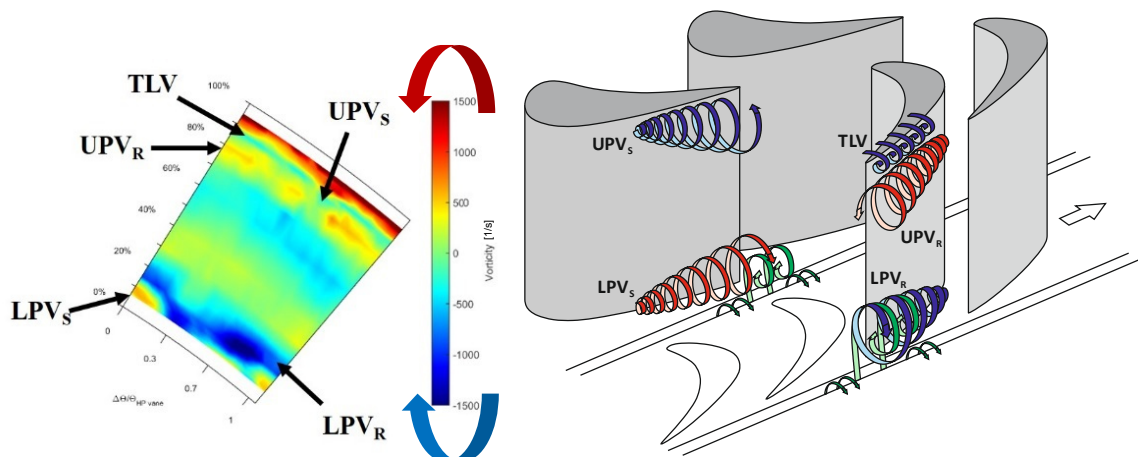 TLV
UPVS
UPVR
LPVS
LPVR
100%
80%
60%
40%
20%
0%
0
0.3
0.7
1
ΔΘ/ΘHP vane
1500
1000
500
0
-500
-1000
-1500
Vorticity [1/s]
UPVS
LPVS
TLV
UPVR
LPVR